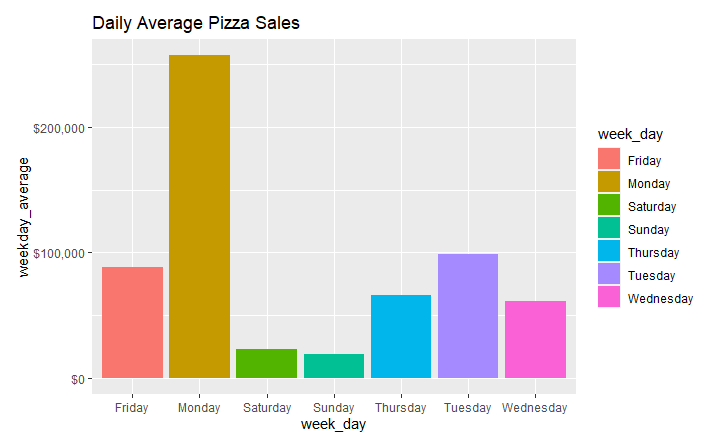 Daily Average Pizza Sales
weekday_average
$200,000
$100,000
$0
Friday
Monday
Saturday
Sunday
Thursday
Tuesday
Wednesday
week_day
week_day
Friday
Monday
Saturday
Sunday
Thursday
Tuesday
Wednesday